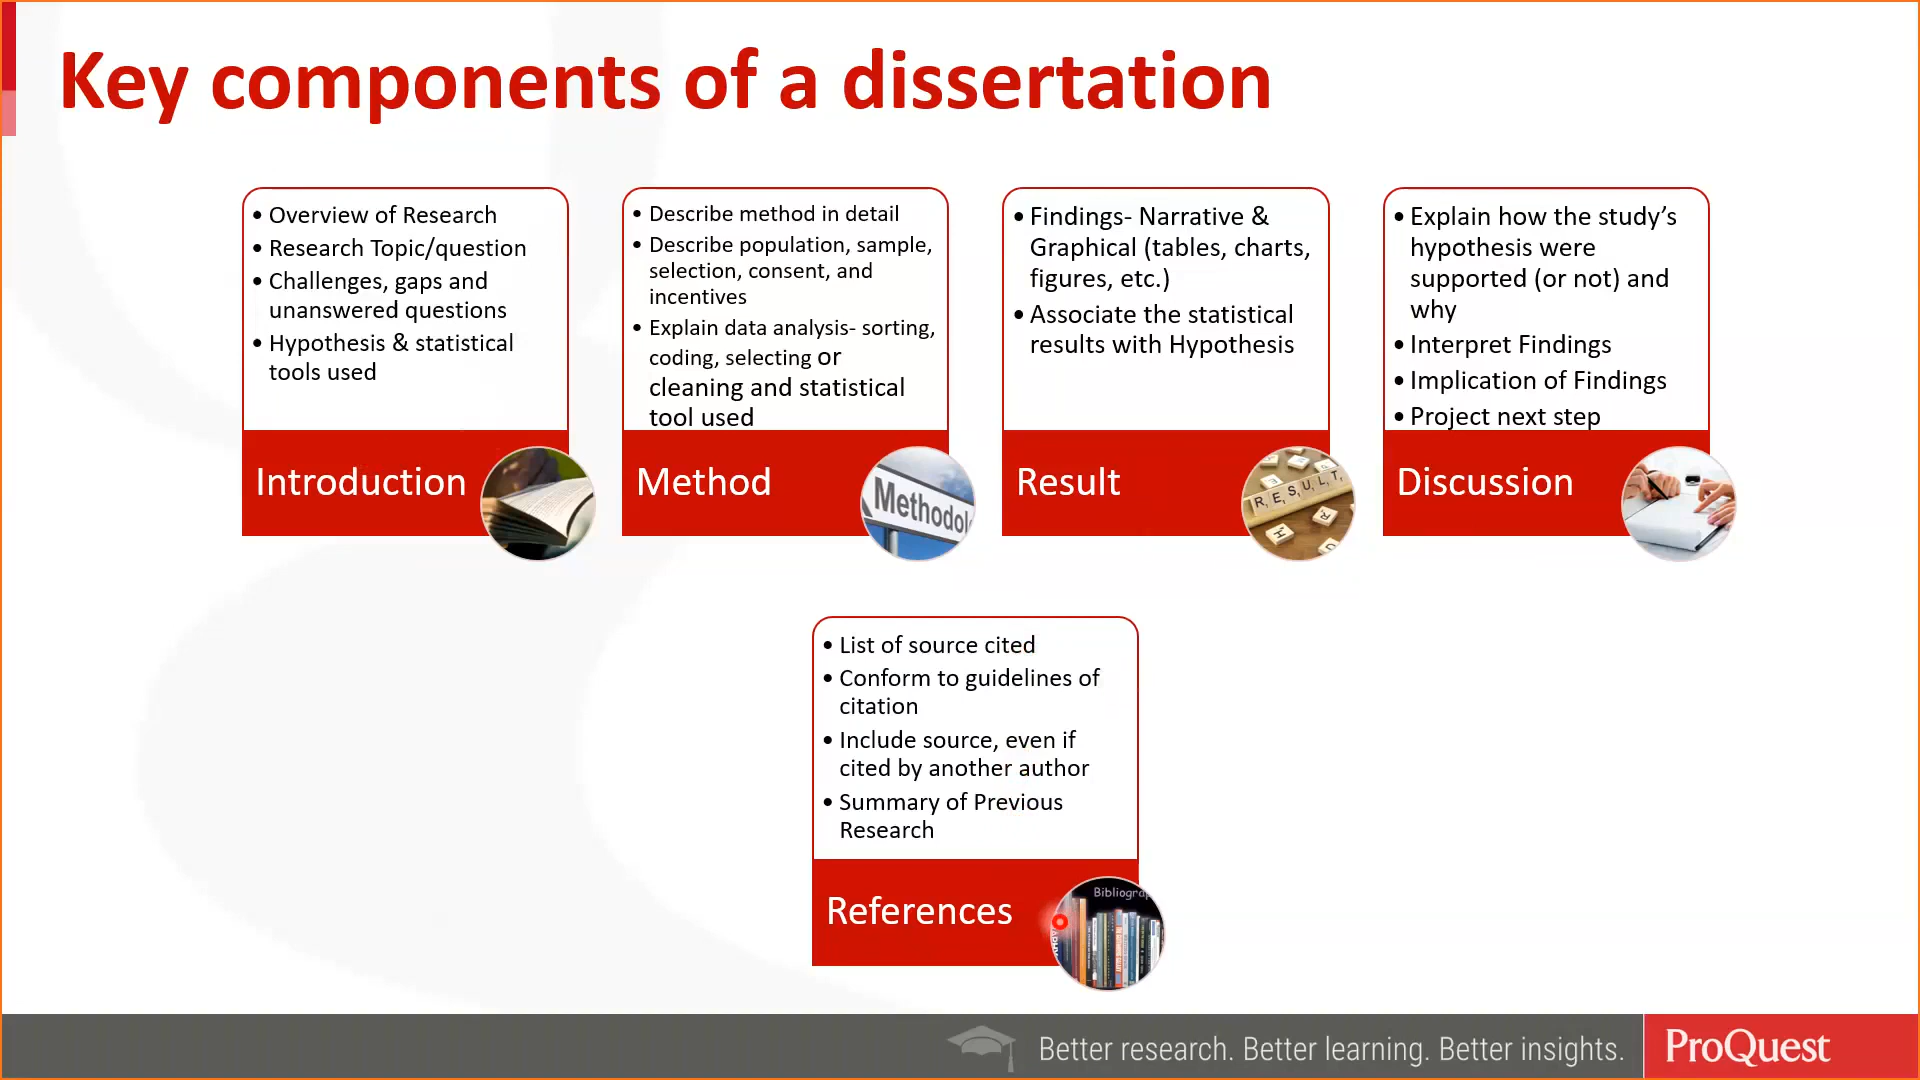 Key components of a dissertation
• Overview of Research
• Research Topic/question
• Challenges, gaps and
unanswered questions
• Hypothesis & statistical
tools used
Introduction
• Describe method in detail
• Describe population, sample,
selection, consent, and
incentives
• Explain data analysis- sorting,
coding, selecting or
cleaning and statistical
tool used
Method
Methodol
• Findings- Narrative &
Graphical (tables, charts,
figures, etc.)
• Associate the statistical
results with Hypothesis
Result
RESULT
• Explain how the study’s
hypothesis were
supported (or not) and
why
• Interpret Findings
• Implication of Findings
• Project next step
Discussion
• List of source cited
• Conform to guidelines of
citation
• Include source, even if
cited by another author
• Summary of Previous
Research
References
Bibliogra
Better research. Better learning. Better insights.
ProQuest